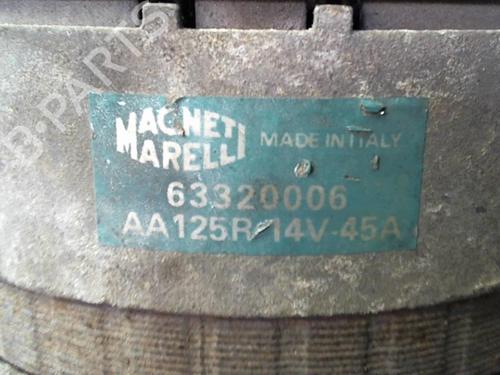 B-PARTS
MAGNETI
MARELLI
MADE IN ITALY
63320006
AA125R-14V-45A